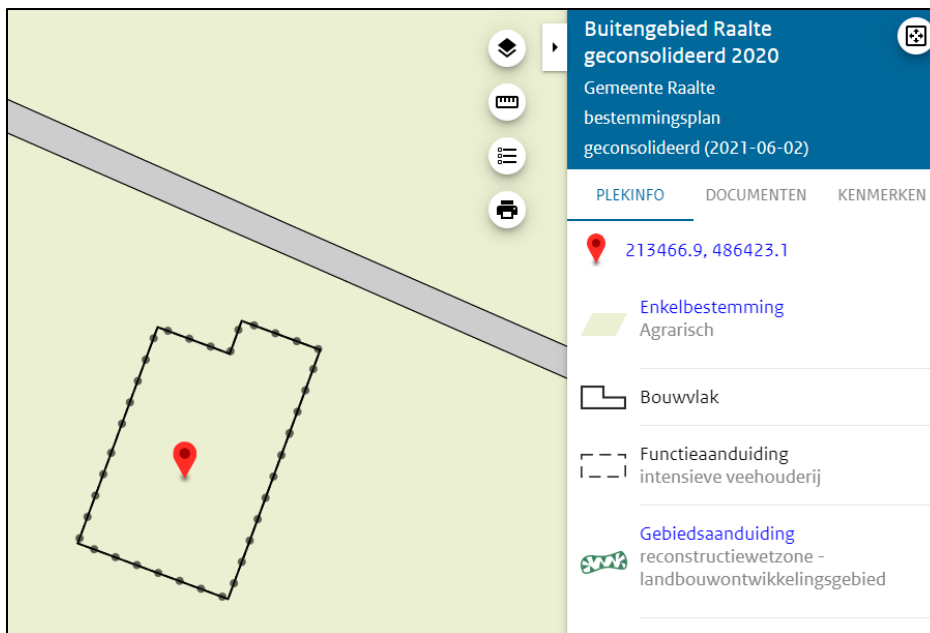 Buitengebied Raalte
geconsolideerd 2020
Gemeente Raalte
bestemmingsplan
geconsolideerd (2021-06-02)
PLEKINFO DOCUMENTEN KENMERKEN
213466.9, 486423.1
Enkelbestemming
Agrarisch
Bouwvlak
Functieaanduiding
intensieve veehouderij
Gebiedsaanduiding
reconstructiewetzone -
landbouwontwikkelingsgebied